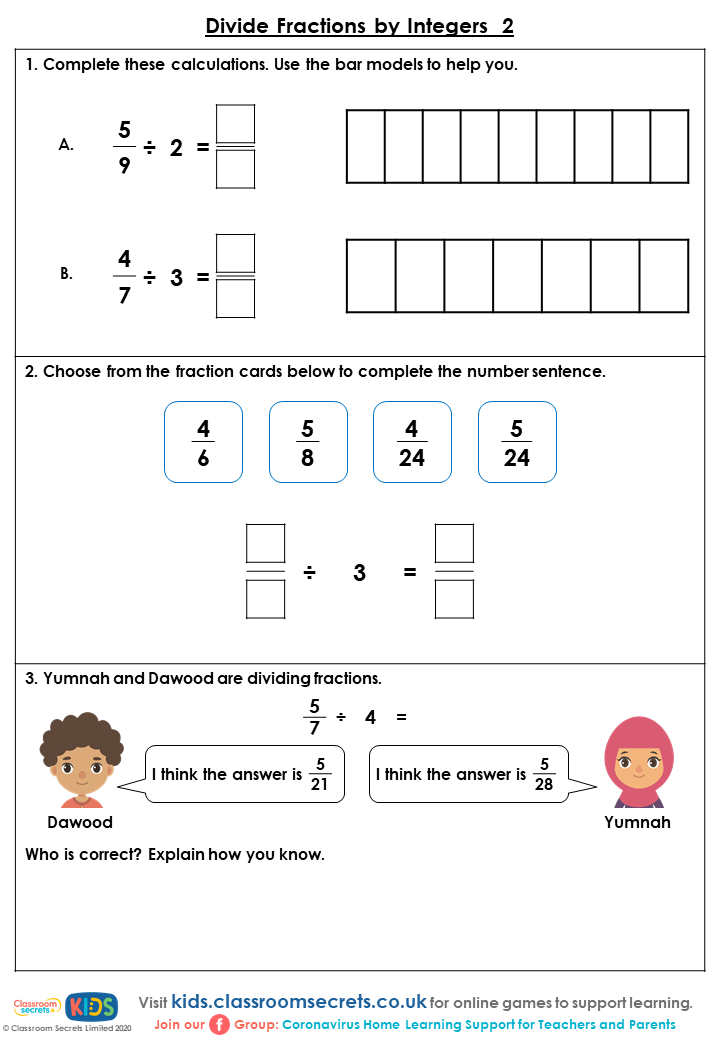 Divide Fractions by Integers 2
1. Complete these calculations. Use the bar models to help you.
A. 5/9 ÷ 2 =
B. 4/7 ÷ 3 =
2. Choose from the fraction cards below to complete the number sentence.
4/6 5/8 4/24 5/24
÷ 3 =
3. Yumnah and Dawood are dividing fractions.
5/7 ÷ 4 =
I think the answer is 5/21
I think the answer is 5/28
Dawood
Yumnah
Who is correct? Explain how you know.
Classroom Secrets KIDS
© Classroom Secrets Limited 2020
Visit kids.classroomsecrets.co.uk for online games to support learning.
Join our f Group: Coronavirus Home Learning Support for Teachers and Parents